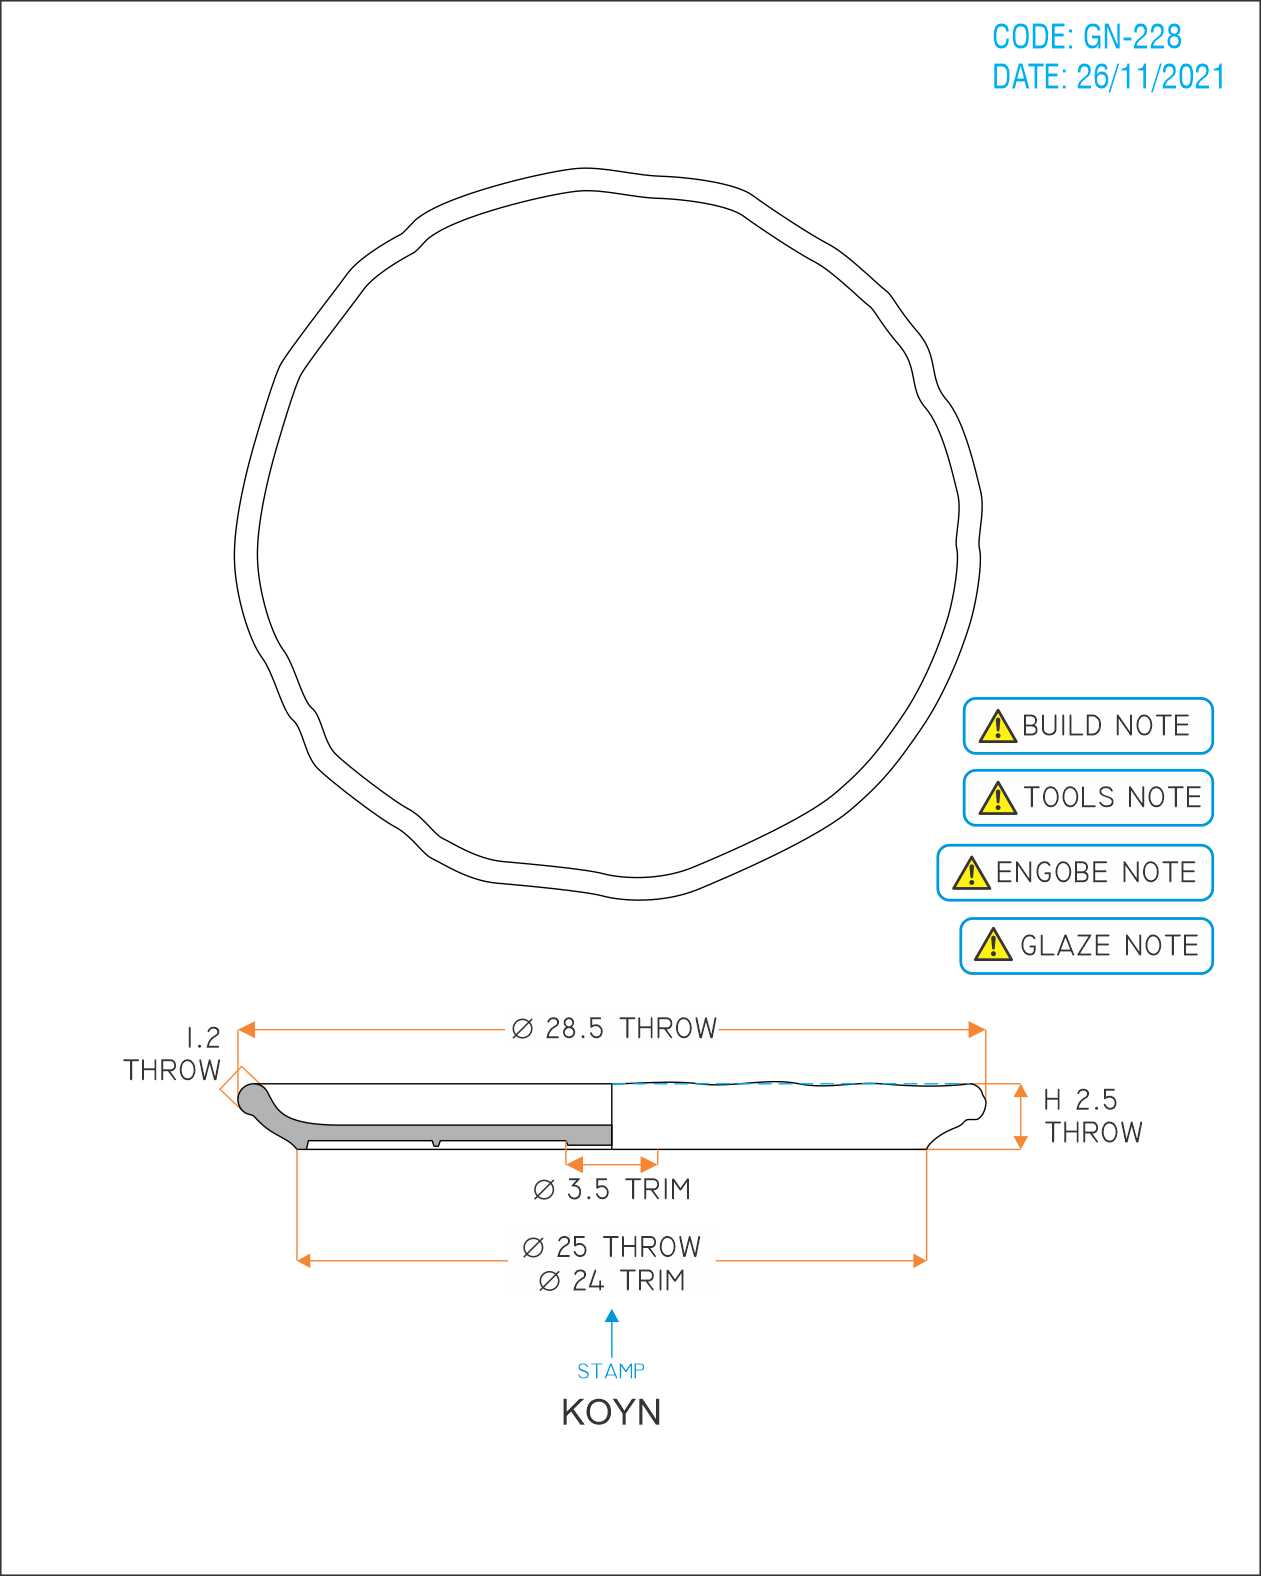 CODE: GN-228
DATE: 26/11/2021
BUILD NOTE
TOOLS NOTE
ENGOBE NOTE
GLAZE NOTE
Ø 28.5 THROW
1.2
THROW
H 2.5
THROW
Ø 3.5 TRIM
Ø 25 THROW
Ø 24 TRIM
STAMP
KOYN